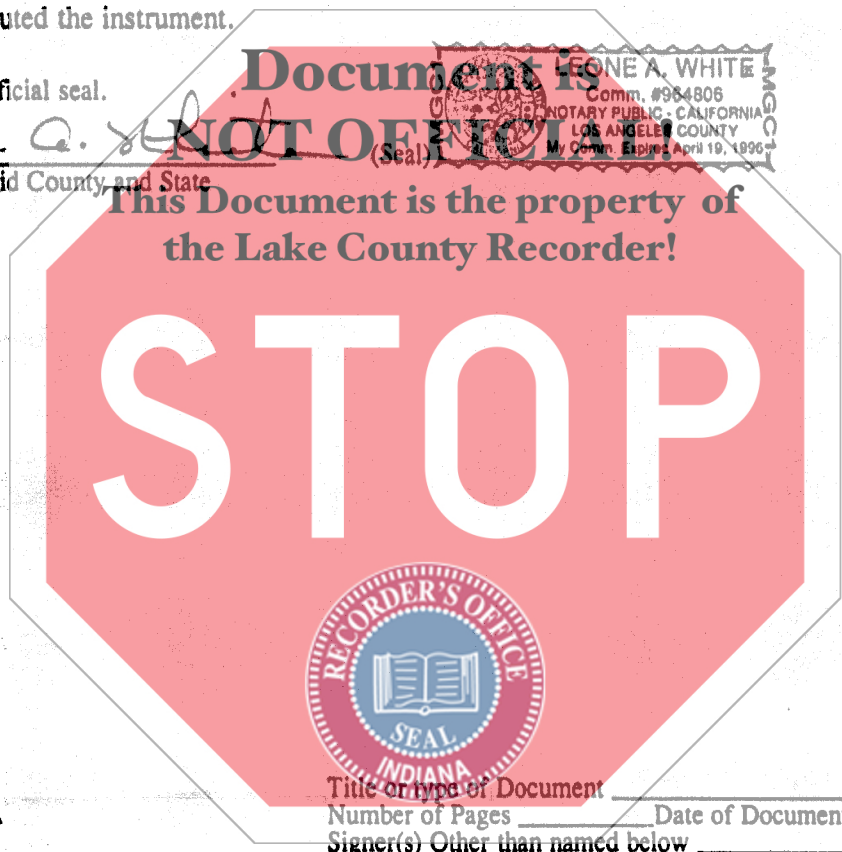 uted the instrument.
Document is
ficial seal.
LEONE A. WHITE
Comm. #964806
NOTARY PUBLIC - CALIFORNIA
LOS ANGELES COUNTY
My Comm. Expires April 19, 1996
MGC1
MGC1
NOT OFFICIAL!
(Seal)
id County and State
This Document is the property of
the Lake County Recorder!
STOP
RECORDER'S OFFICE
SEAL
INDIANA
Title or type of Document
Number of Pages Date of Documen
Signer(s) Other than named below